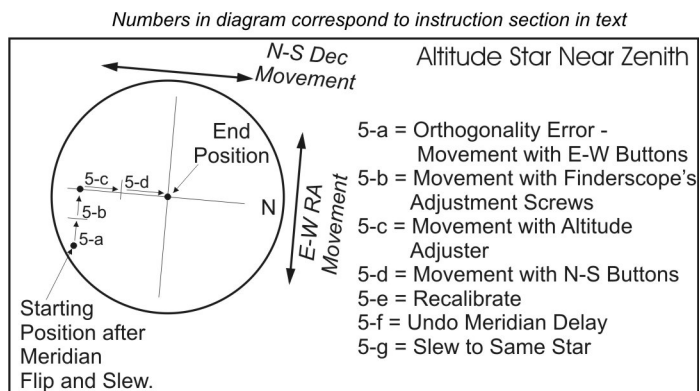 Numbers in diagram correspond to instruction section in text
N-S Dec
Movement
Altitude Star Near Zenith
End
Position
5-c
5-d
5-b
5-a
N
E-W RA
Movement
Starting
Position after
Meridian
Flip and Slew.
5-a = Orthogonality Error -
Movement with E-W Buttons
5-b = Movement with Finderscope's
Adjustment Screws
5-c = Movement with Altitude
Adjuster
5-d = Movement with N-S Buttons
5-e = Recalibrate
5-f = Undo Meridian Delay
5-g = Slew to Same Star